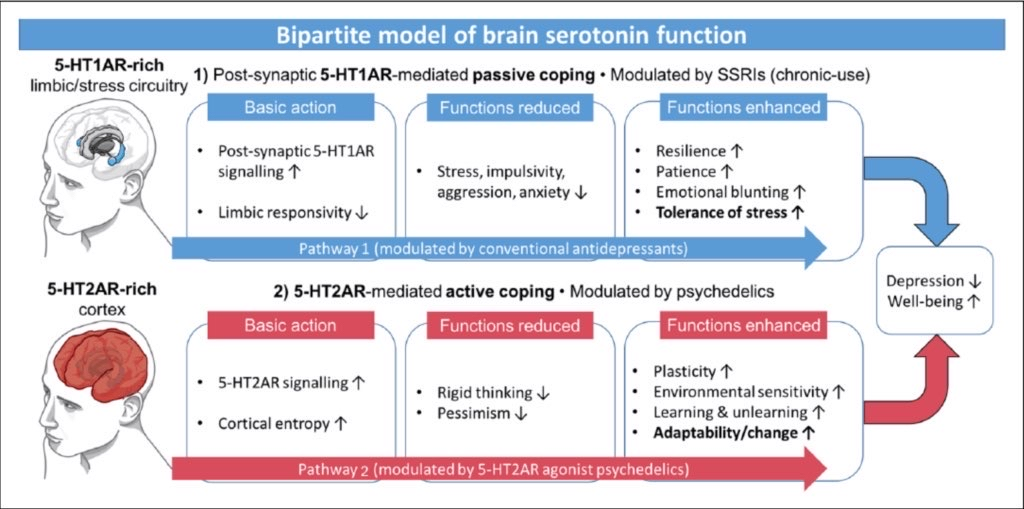 Bipartite model of brain serotonin function
5-HT1AR-rich
limbic/stress circuitry
1) Post-synaptic 5-HT1AR-mediated passive coping • Modulated by SSRIs (chronic-use)
Basic action
• Post-synaptic 5-HT1AR
signalling ↑
• Limbic responsivity ↓
Functions reduced
• Stress, impulsivity,
aggression, anxiety ↓
Functions enhanced
• Resilience ↑
• Patience ↑
• Emotional blunting ↑
• Tolerance of stress ↑
Pathway 1 (modulated by conventional antidepressants)
5-HT2AR-rich
cortex
2) 5-HT2AR-mediated active coping • Modulated by psychedelics
Basic action
• 5-HT2AR signalling ↑
• Cortical entropy ↑
Functions reduced
• Rigid thinking ↓
• Pessimism ↓
Functions enhanced
• Plasticity ↑
• Environmental sensitivity ↑
• Learning & unlearning ↑
• Adaptability/change ↑
Pathway 2 (modulated by 5-HT2AR agonist psychedelics)
Depression ↓
Well-being ↑